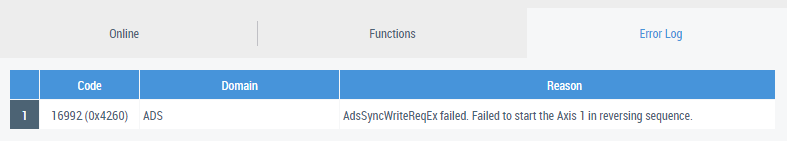 Online Functions Error Log
Code Domain Reason
1 16992 (0x4260) ADS AdsSyncWriteReqEx failed. Failed to start the Axis 1 in reversing sequence.